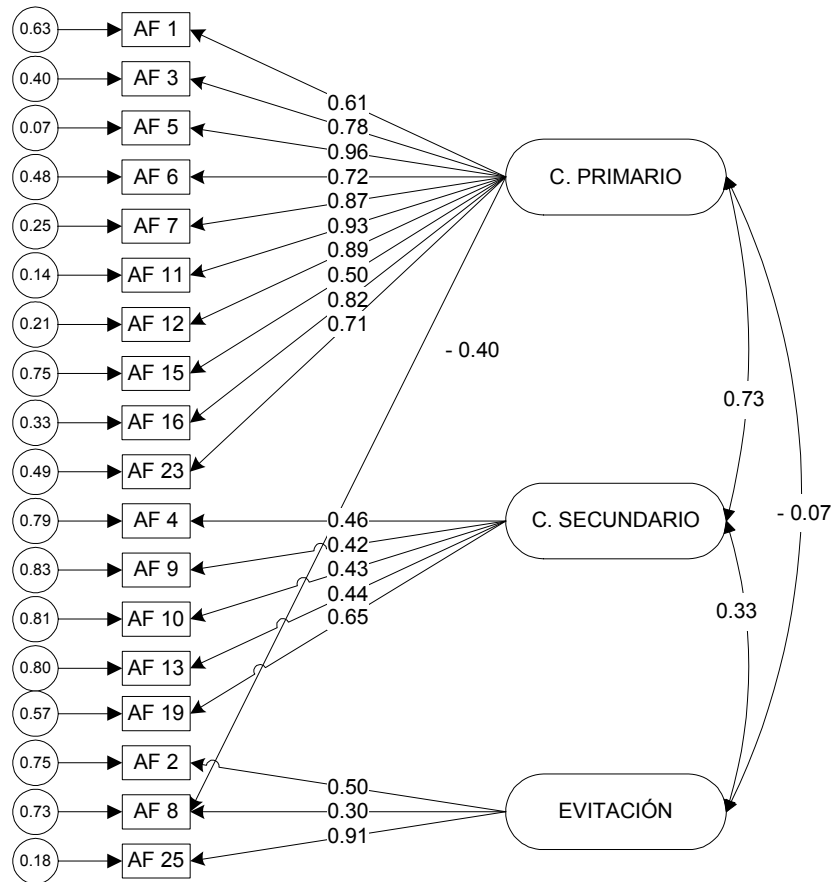 0.63 AF 1
0.40 AF 3
0.61
0.78
0.07 AF 5
0.96
0.48 AF 6 0.72 C. PRIMARIO
0.87
0.25 AF 7
0.93
0.89
0.14 AF 11
0.50
0.82
0.21 AF 12
0.71
- 0.40
0.75 AF 15
0.73
0.33 AF 16
0.49 AF 23
- 0.07
0.79 AF 4 0.46 C. SECUNDARIO
0.42
0.83 AF 9
0.43
0.44
0.33
0.81 AF 10
0.65
0.80 AF 13
0.57 AF 19
0.75 AF 2
0.50
0.73 AF 8 0.30 EVITACIÓN
0.91
0.18 AF 25